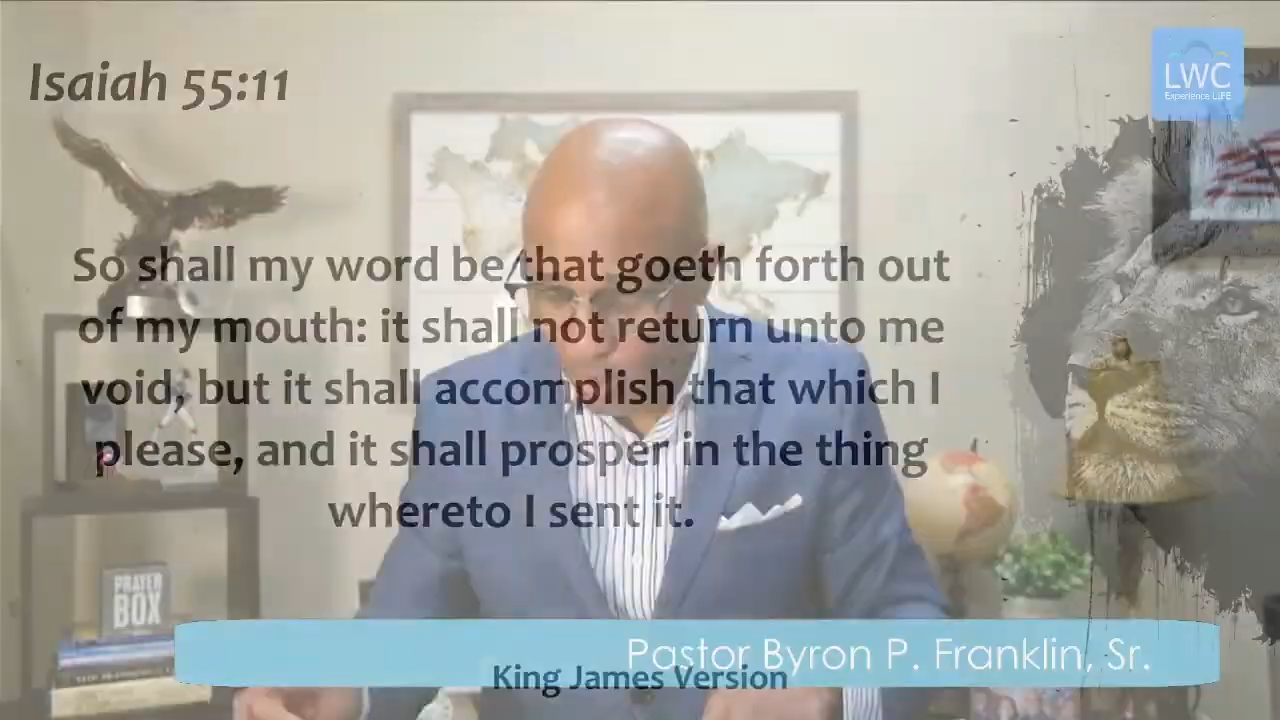 Isaiah 55:11
LWC
Experience LIFE
So shall my word be that goeth forth out
of my mouth: it shall not return unto me
void, but it shall accomplish that which I
please, and it shall prosper in the thing
whereto I sent it.
PRAYER
BOX
Pastor Byron P. Franklin, Sr.
King James Version